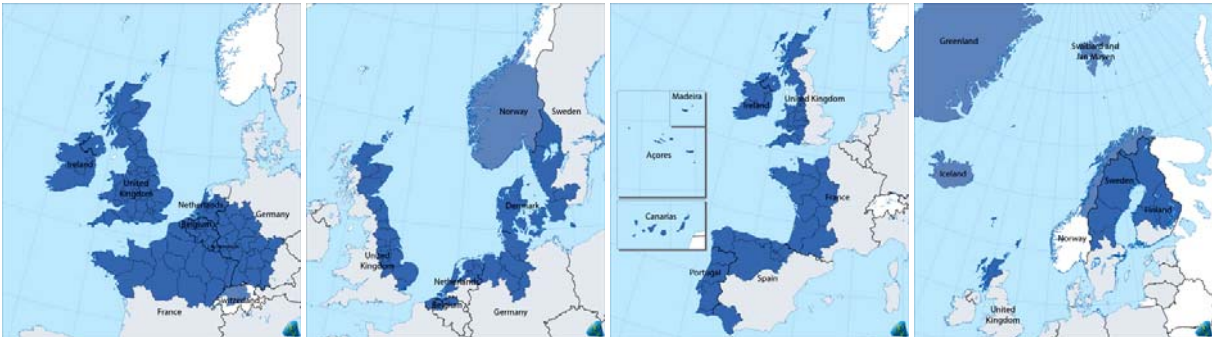 Ireland
United
Kingdom
Netherlands
Belgium
Germany
Switzerland
France
Norway
Sweden
Denmark
United
Kingdom
Netherlands
Belgium
Germany
Madeira
Açores
Canarias
Ireland
United Kingdom
France
Portugal
Spain
Greenland
Svalbard and
Jan Mayen
Iceland
Sweden
Finland
Norway
United
Kingdom